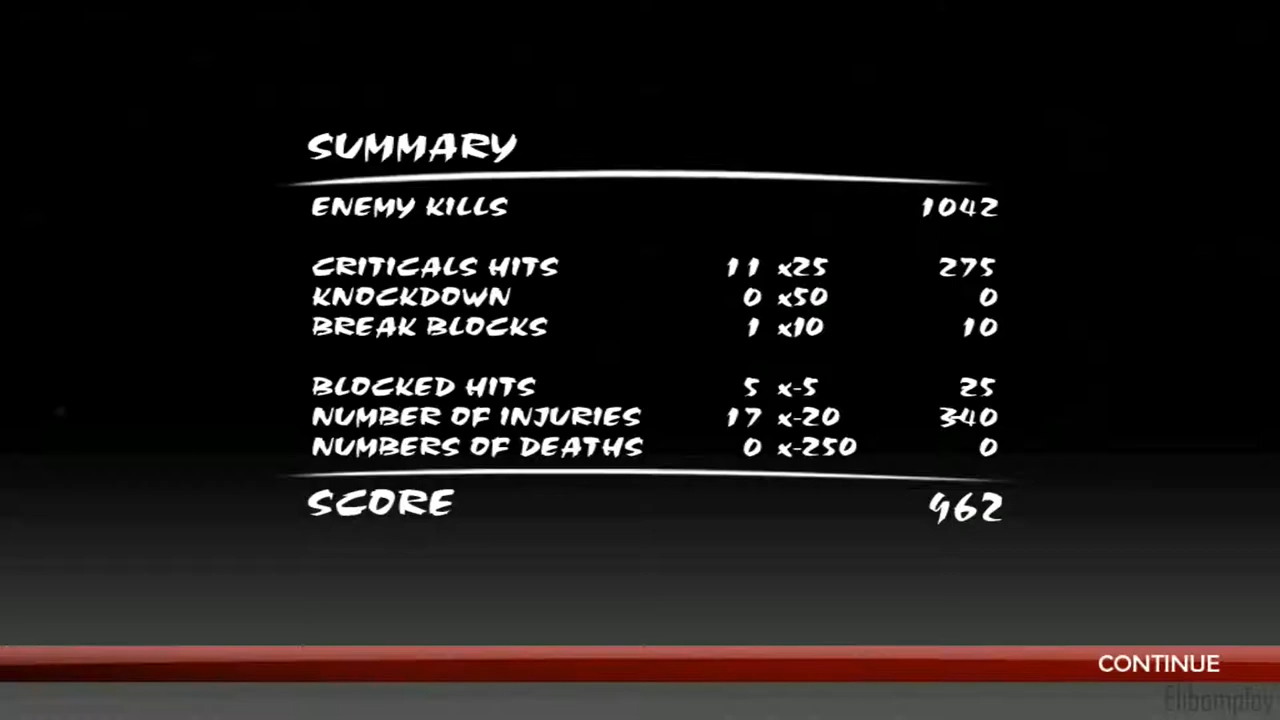 SUMMARY
ENEMY KILLS 1042
CRITICALS HITS 11 x25 275
KNOCKDOWN 0 x50 0
BREAK BLOCKS 1 x10 10
BLOCKED HITS 5 x-5 25
NUMBER OF INJURIES 17 x-20 340
NUMBERS OF DEATHS 0 x-250 0
SCORE 962
CONTINUE
Elibomplay